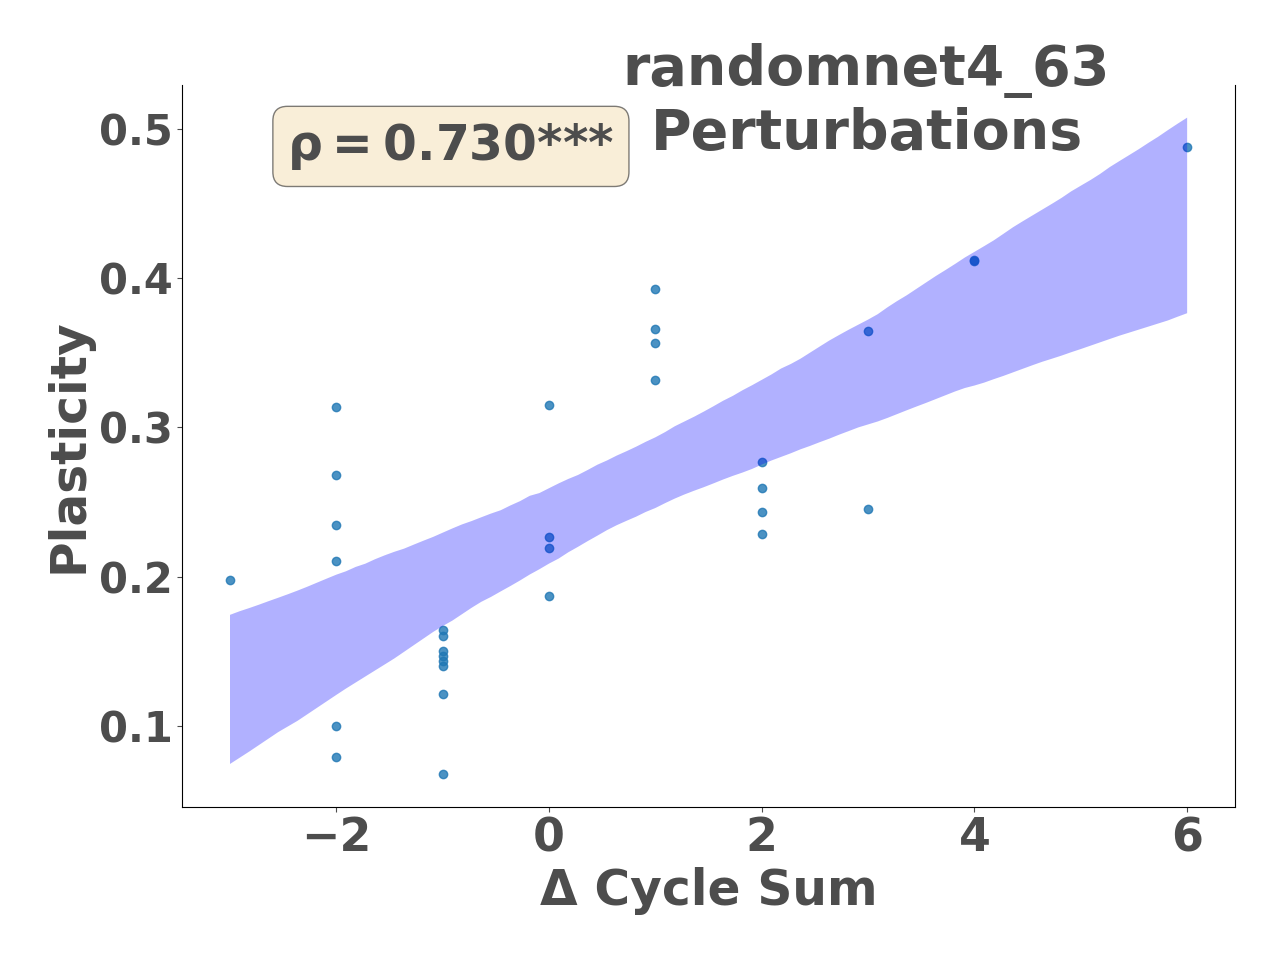 randomnet4_63
Perturbations
ρ = 0.730***
0.5
0.4
0.3
0.2
0.1
Plasticity
−2 0 2 4 6
Δ Cycle Sum